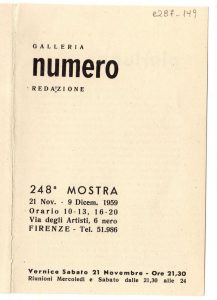 e287-149
GALLERIA
numero
REDAZIONE
248ª MOSTRA
21 Nov. - 9 Dicem. 1959
Orario 10-13, 16-20
Via degli Artisti, 6 nero
FIRENZE - Tel. 51.986
Vernice Sabato 21 Novembre - Ore 21,30
Riunioni Mercoledì e Sabato dalle 21,30 alle 24